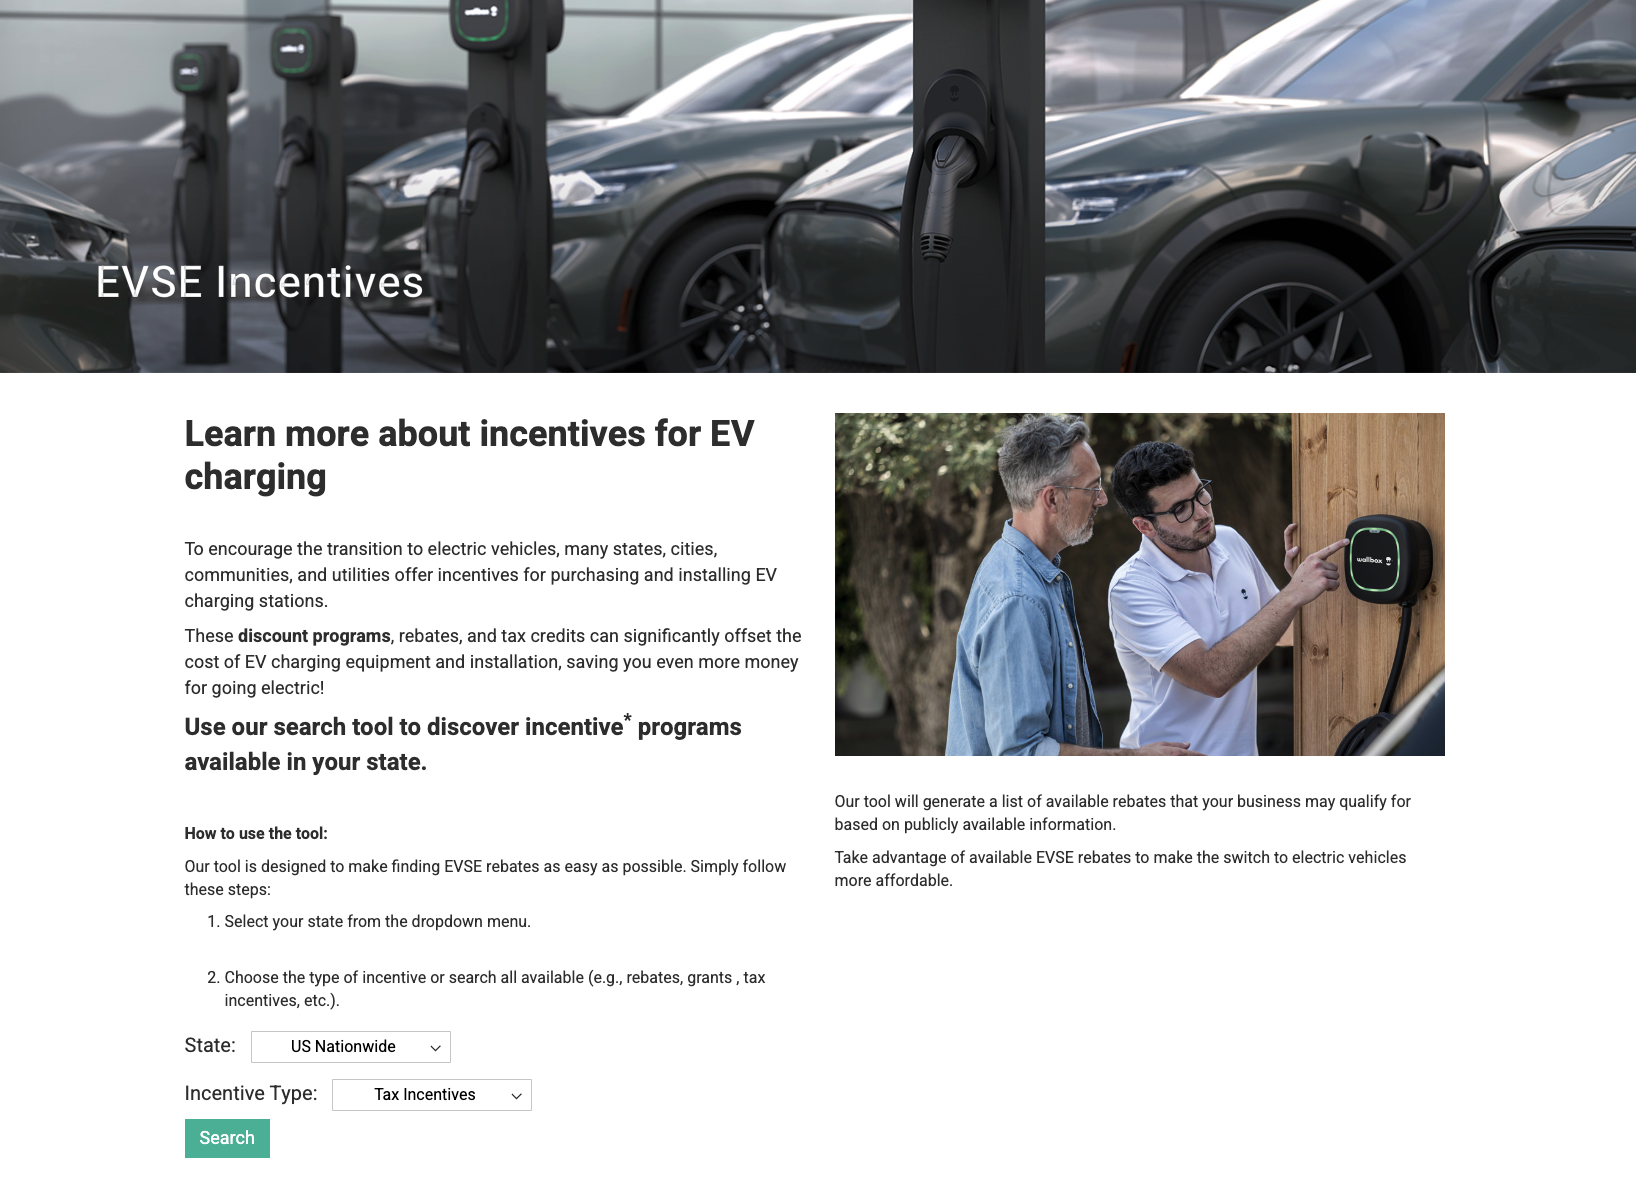 wallbox
wallbox
wallbox
EVSE Incentives
Learn more about incentives for EV
charging
To encourage the transition to electric vehicles, many states, cities,
communities, and utilities offer incentives for purchasing and installing EV
charging stations.
These discount programs, rebates, and tax credits can significantly offset the
cost of EV charging equipment and installation, saving you even more money
for going electric!
Use our search tool to discover incentive* programs
available in your state.
How to use the tool:
Our tool is designed to make finding EVSE rebates as easy as possible. Simply follow
these steps:
1. Select your state from the dropdown menu.
2. Choose the type of incentive or search all available (e.g., rebates, grants , tax
incentives, etc.).
State: US Nationwide
Incentive Type: Tax Incentives
Search
wallbox
Our tool will generate a list of available rebates that your business may qualify for
based on publicly available information.
Take advantage of available EVSE rebates to make the switch to electric vehicles
more affordable.